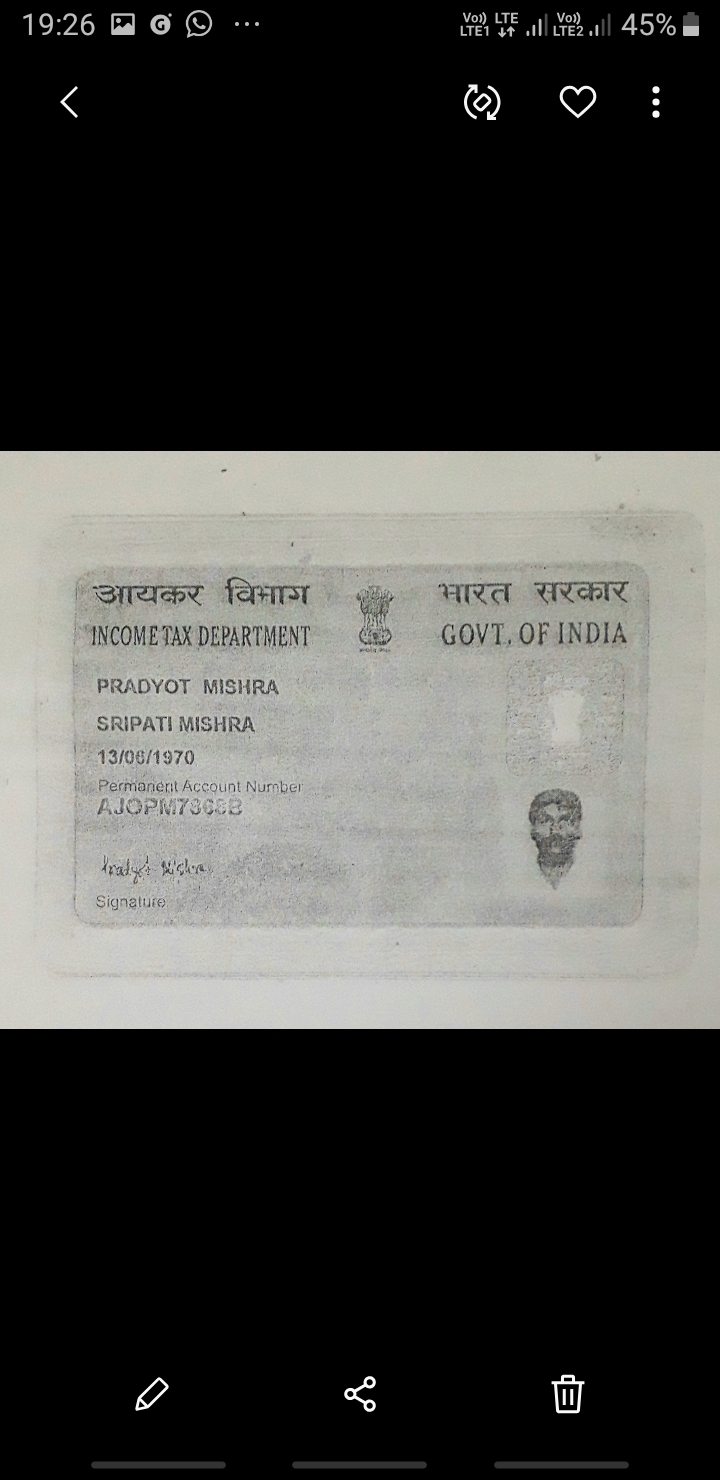 19:26
Vo)) LTE
LTE1
Vo))
LTE2
45%
आयकर विभाग
भारत सरकार
INCOME TAX DEPARTMENT
GOVT. OF INDIA
PRADYOT MISHRA
SRIPATI MISHRA
13/06/1970
Permanent Account Number
Pradyot Mishra
Signature